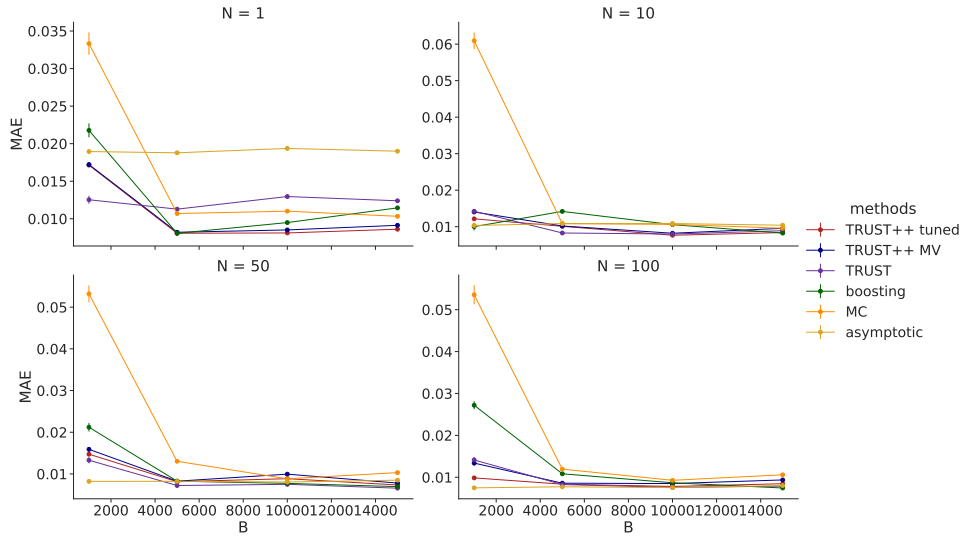 N = 1
N = 10
0.035
0.030
0.025
0.020
0.015
0.010
MAE
0.06
0.05
0.04
0.03
0.02
0.01
methods
TRUST++ tuned
TRUST++ MV
TRUST
boosting
MC
asymptotic
N = 50
N = 100
0.05
0.04
0.03
0.02
0.01
MAE
0.05
0.04
0.03
0.02
0.01
2000 4000 6000 8000 10000 12000 14000
2000 4000 6000 8000 10000 12000 14000
B
B